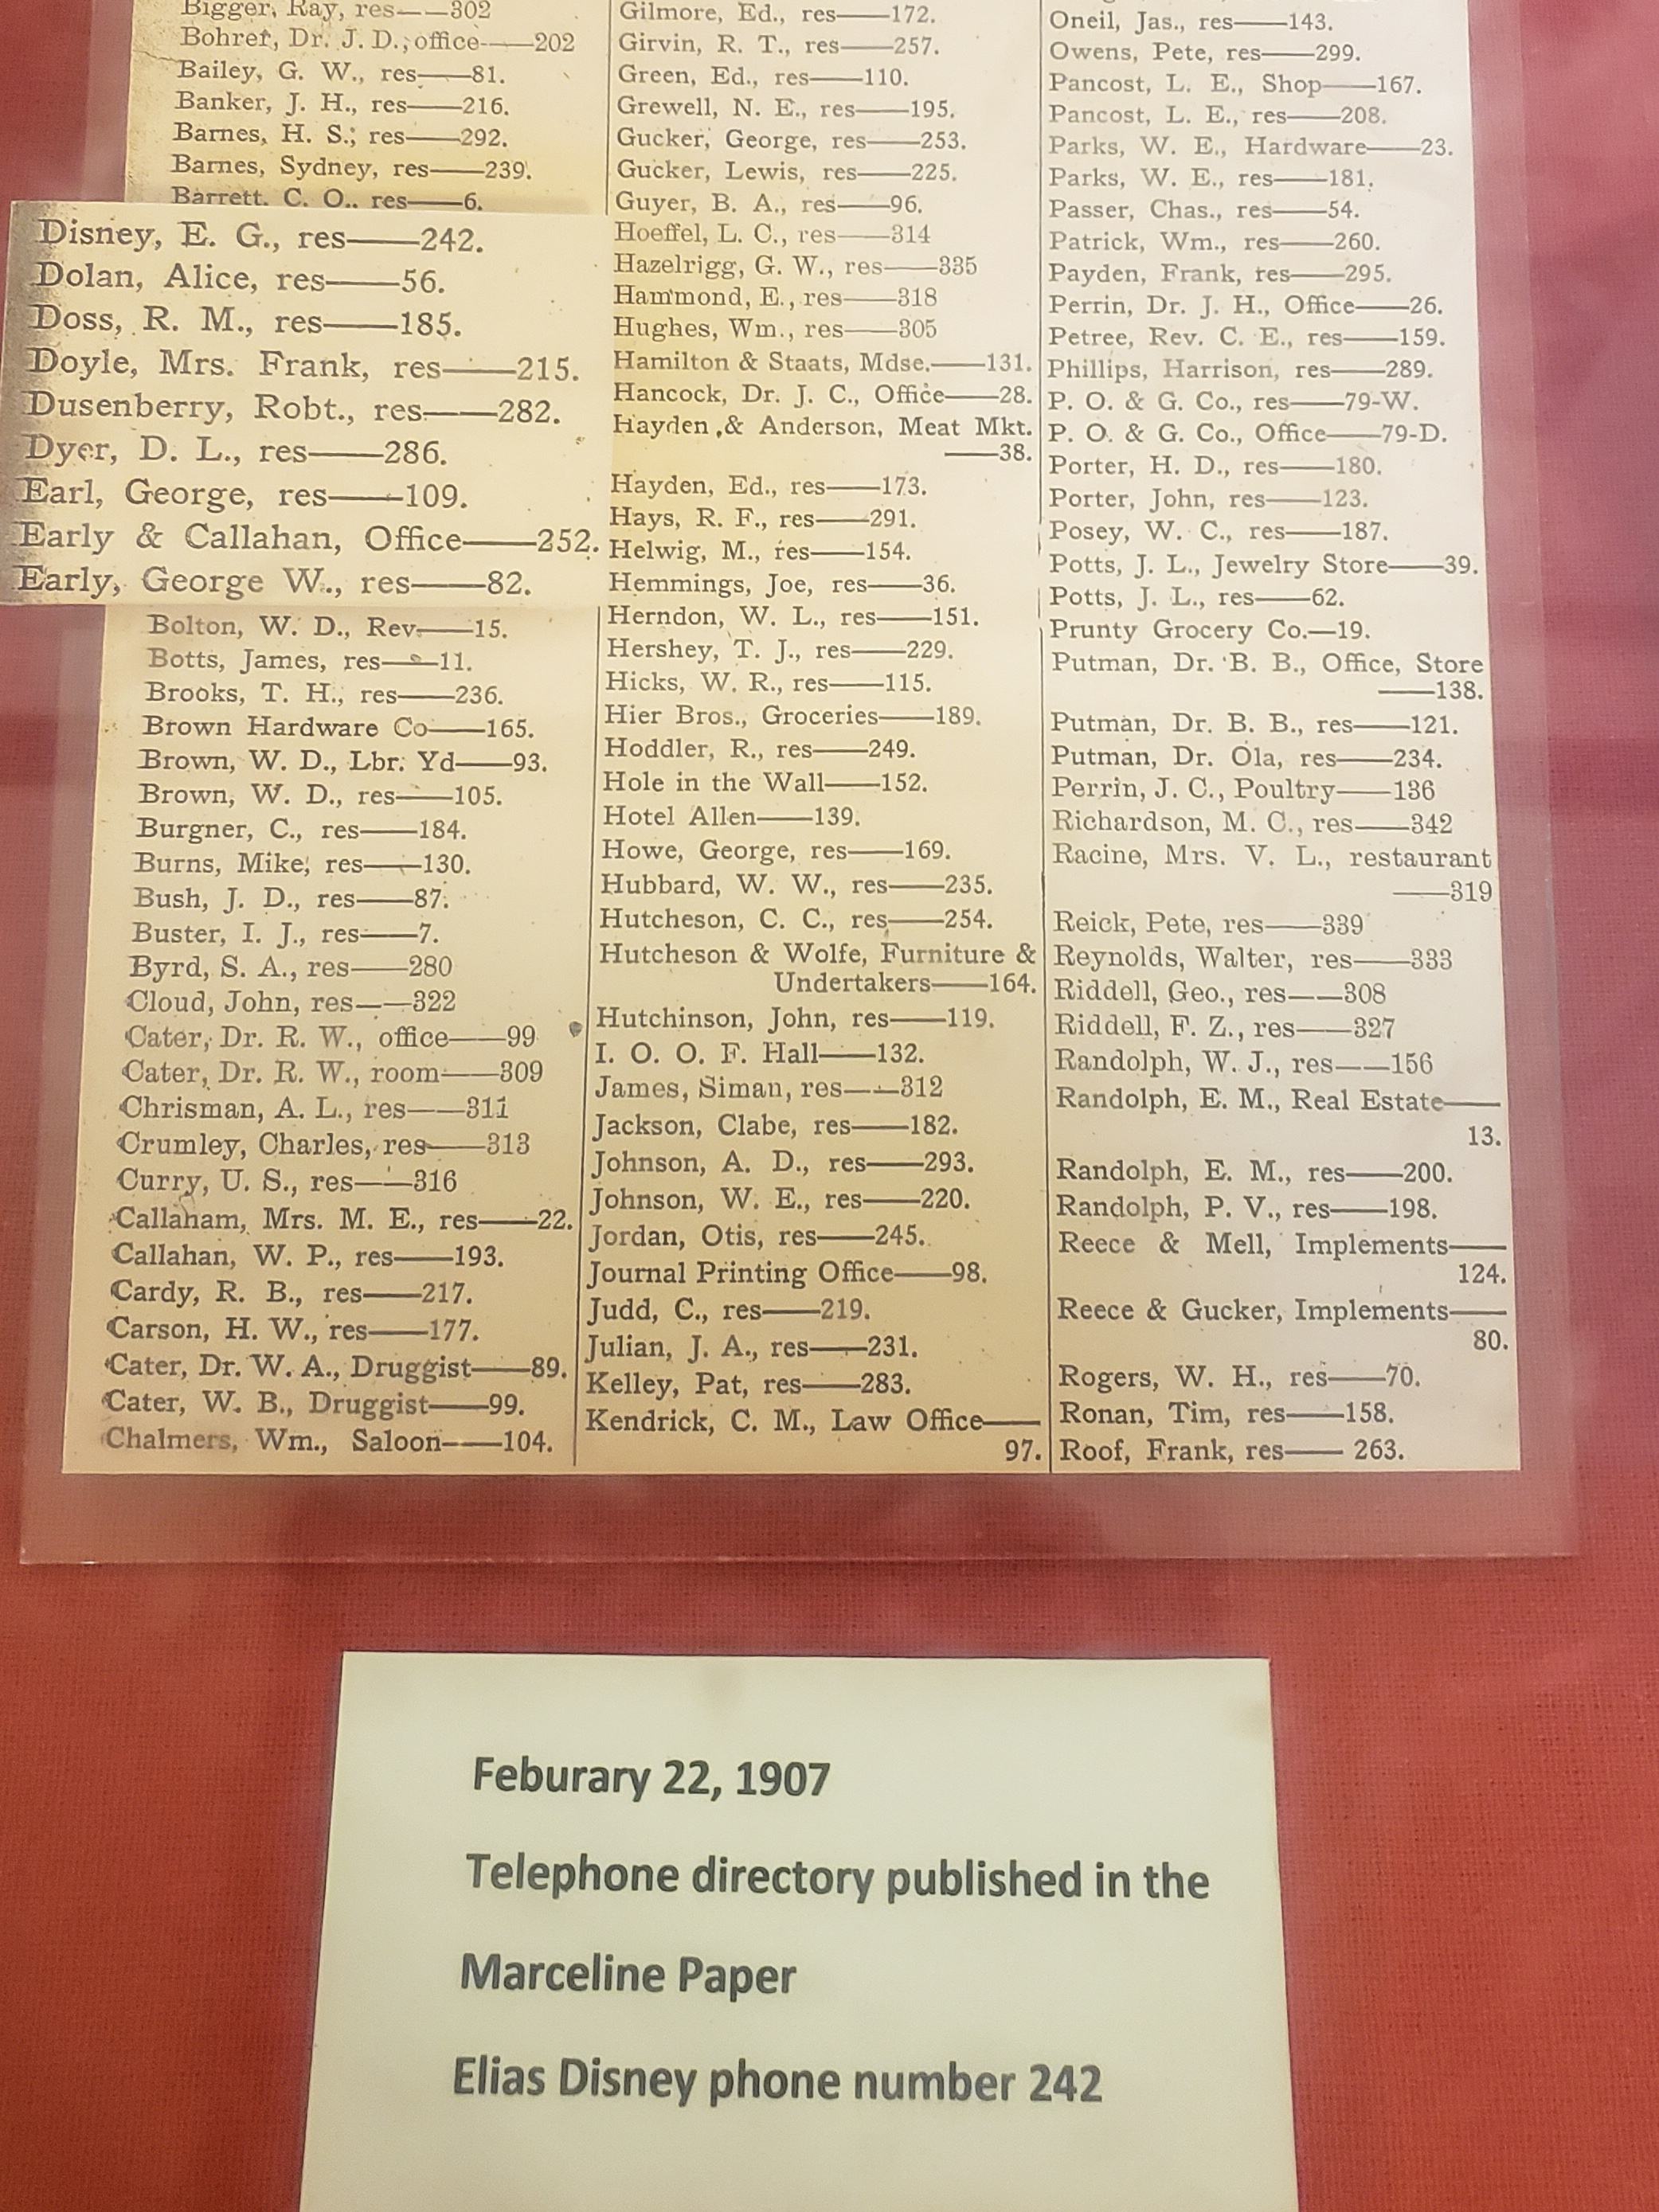 Bigger, Ray, res——302
Bohret, Dr. J. D., office——202
Bailey, G. W., res——81.
Banker, J. H., res——216.
Barnes, H. S., res——292.
Barnes, Sydney, res——239.
Barrett, C. O., res——6.
Disney, E. G., res——242.
Dolan, Alice, res——56.
Doss, R. M., res——185.
Doyle, Mrs. Frank, res——215.
Dusenberry, Robt., res——282.
Dyer, D. L., res——286.
Earl, George, res——109.
Early & Callahan, Office——252.
Early, George W., res——82.
Bolton, W. D., Rev.——15.
Botts, James, res——11.
Brooks, T. H., res——236.
Brown Hardware Co——165.
Brown, W. D., Lbr. Yd——93.
Brown, W. D., res——105.
Burgner, C., res——184.
Burns, Mike, res——130.
Bush, J. D., res——87.
Buster, I. J., res——7.
Byrd, S. A., res——280
Cloud, John, res——322
Cater, Dr. R. W., office——99
Cater, Dr. R. W., room——309
Chrisman, A. L., res——311
Crumley, Charles, res——313
Curry, U. S., res——316
Callaham, Mrs. M. E., res——22.
Callahan, W. P., res——193.
Cardy, R. B., res——217.
Carson, H. W., res——177.
Cater, Dr. W. A., Druggist——89.
Cater, W. B., Druggist——99.
Chalmers, Wm., Saloon——104.
Gilmore, Ed., res——172.
Girvin, R. T., res——257.
Green, Ed., res——110.
Grewell, N. E., res——195.
Gucker, George, res——253.
Gucker, Lewis, res——225.
Guyer, B. A., res——96.
Hoeffel, L. C., res——314
Hazelrigg, G. W., res——335
Hammond, E., res——318
Hughes, Wm., res——305
Hamilton & Staats, Mdse.——131.
Hancock, Dr. J. C., Office——28.
Hayden & Anderson, Meat Mkt.
——38.
Hayden, Ed., res——173.
Hays, R. F., res——291.
Helwig, M., res——154.
Hemmings, Joe, res——36.
Herndon, W. L., res——151.
Hershey, T. J., res——229.
Hicks, W. R., res——115.
Hier Bros., Groceries——189.
Hoddler, R., res——249.
Hole in the Wall——152.
Hotel Allen——139.
Howe, George, res——169.
Hubbard, W. W., res——235.
Hutcheson, C. C., res——254.
Hutcheson & Wolfe, Furniture &
Undertakers——164.
Hutchinson, John, res——119.
I. O. O. F. Hall——132.
James, Siman, res——312
Jackson, Clabe, res——182.
Johnson, A. D., res——293.
Johnson, W. E., res——220.
Jordan, Otis, res——245.
Journal Printing Office——98.
Judd, C., res——219.
Julian, J. A., res——231.
Kelley, Pat, res——283.
Kendrick, C. M., Law Office——
97.
Oneil, Jas., res——143.
Owens, Pete, res——299.
Pancost, L. E., Shop——167.
Pancost, L. E., res——208.
Parks, W. E., Hardware——23.
Parks, W. E., res——181.
Passer, Chas., res——54.
Patrick, Wm., res——260.
Payden, Frank, res——295.
Perrin, Dr. J. H., Office——26.
Petree, Rev. C. E., res——159.
Phillips, Harrison, res——289.
P. O. & G. Co., res——79-W.
P. O. & G. Co., Office——79-D.
Porter, H. D., res——180.
Porter, John, res——123.
Posey, W. C., res——187.
Potts, J. L., Jewelry Store——39.
Potts, J. L., res——62.
Prunty Grocery Co.—19.
Putman, Dr. B. B., Office, Store
——138.
Putman, Dr. B. B., res——121.
Putman, Dr. Ola, res——234.
Perrin, J. C., Poultry——136
Richardson, M. C., res——342
Racine, Mrs. V. L., restaurant
——319
Reick, Pete, res——339
Reynolds, Walter, res——333
Riddell, Geo., res——308
Riddell, F. Z., res——327
Randolph, W. J., res——156
Randolph, E. M., Real Estate——
13.
Randolph, E. M., res——200.
Randolph, P. V., res——198.
Reece & Mell, Implements——
124.
Reece & Gucker, Implements——
80.
Rogers, W. H., res——70.
Ronan, Tim, res——158.
Roof, Frank, res—— 263.
Feburary 22, 1907
Telephone directory published in the
Marceline Paper
Elias Disney phone number 242